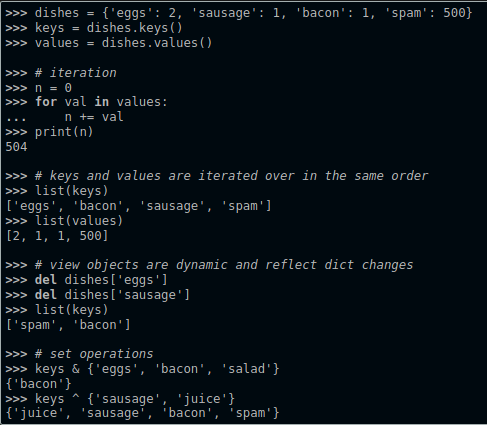 >>> dishes = {'eggs': 2, 'sausage': 1, 'bacon': 1, 'spam': 500}
>>> keys = dishes.keys()
>>> values = dishes.values()

>>> # iteration
>>> n = 0
>>> for val in values:
...     n += val
>>> print(n)
504

>>> # keys and values are iterated over in the same order
>>> list(keys)
['eggs', 'bacon', 'sausage', 'spam']
>>> list(values)
[2, 1, 1, 500]

>>> # view objects are dynamic and reflect dict changes
>>> del dishes['eggs']
>>> del dishes['sausage']
>>> list(keys)
['spam', 'bacon']

>>> # set operations
>>> keys & {'eggs', 'bacon', 'salad'}
{'bacon'}
>>> keys ^ {'sausage', 'juice'}
{'juice', 'sausage', 'bacon', 'spam'}